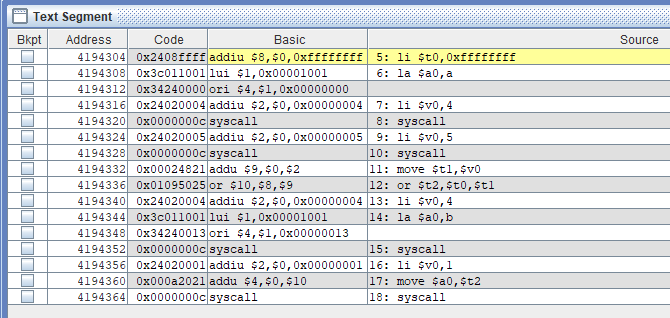 Text Segment
Bkpt Address Code Basic Source
4194304 0x2408ffff addiu $8,$0,0xffffffff 5: li $t0,0xffffffff
4194308 0x3c011001 lui $1,0x00001001 6: la $a0,a
4194312 0x34240000 ori $4,$1,0x00000000
4194316 0x24020004 addiu $2,$0,0x00000004 7: li $v0,4
4194320 0x0000000c syscall 8: syscall
4194324 0x24020005 addiu $2,$0,0x00000005 9: li $v0,5
4194328 0x0000000c syscall 10: syscall
4194332 0x00024821 addu $9,$0,$2 11: move $t1,$v0
4194336 0x01095025 or $10,$8,$9 12: or $t2,$t0,$t1
4194340 0x24020004 addiu $2,$0,0x00000004 13: li $v0,4
4194344 0x3c011001 lui $1,0x00001001 14: la $a0,b
4194348 0x34240013 ori $4,$1,0x00000013
4194352 0x0000000c syscall 15: syscall
4194356 0x24020001 addiu $2,$0,0x00000001 16: li $v0,1
4194360 0x000a2021 addu $4,$0,$10 17: move $a0,$t2
4194364 0x0000000c syscall 18: syscall